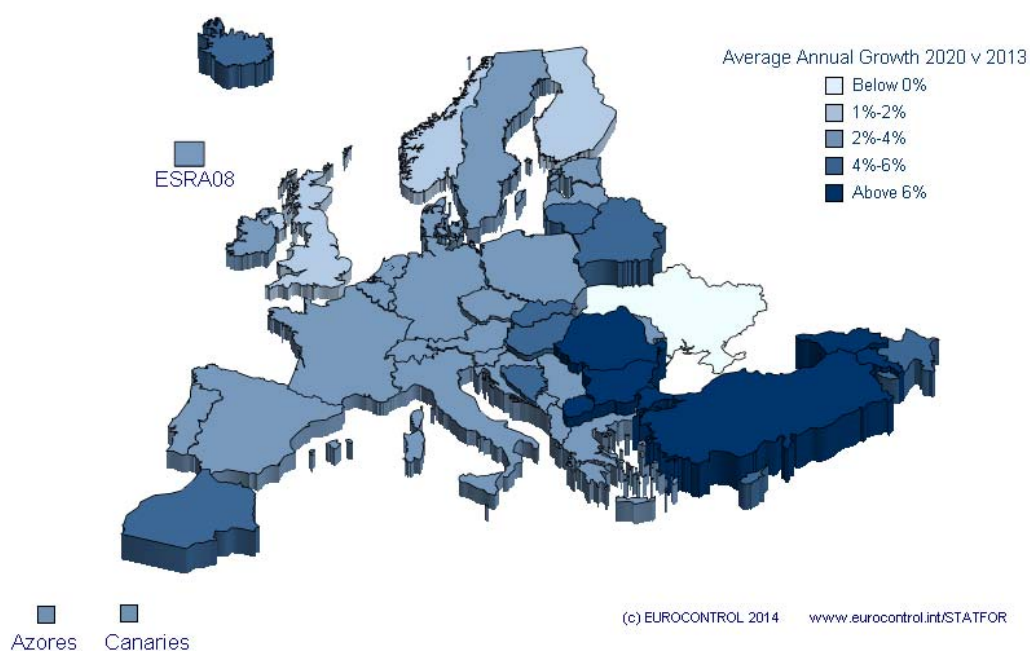 1
Average Annual Growth 2020 v 2013
Below 0%
1%-2%
2%-4%
4%-6%
Above 6%
ESRA08
(c) EUROCONTROL 2014 www.eurocontrol.int/STATFOR
Azores Canaries